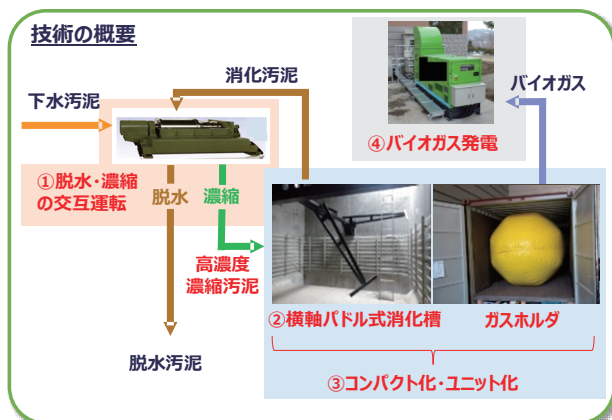 技術の概要
消化汚泥
バイオガス
下水汚泥
④バイオガス発電
①脱水・濃縮
の交互運転
脱水
濃縮
高濃度
濃縮汚泥
②横軸パドル式消化槽
ガスホルダ
脱水汚泥
③コンパクト化・ユニット化